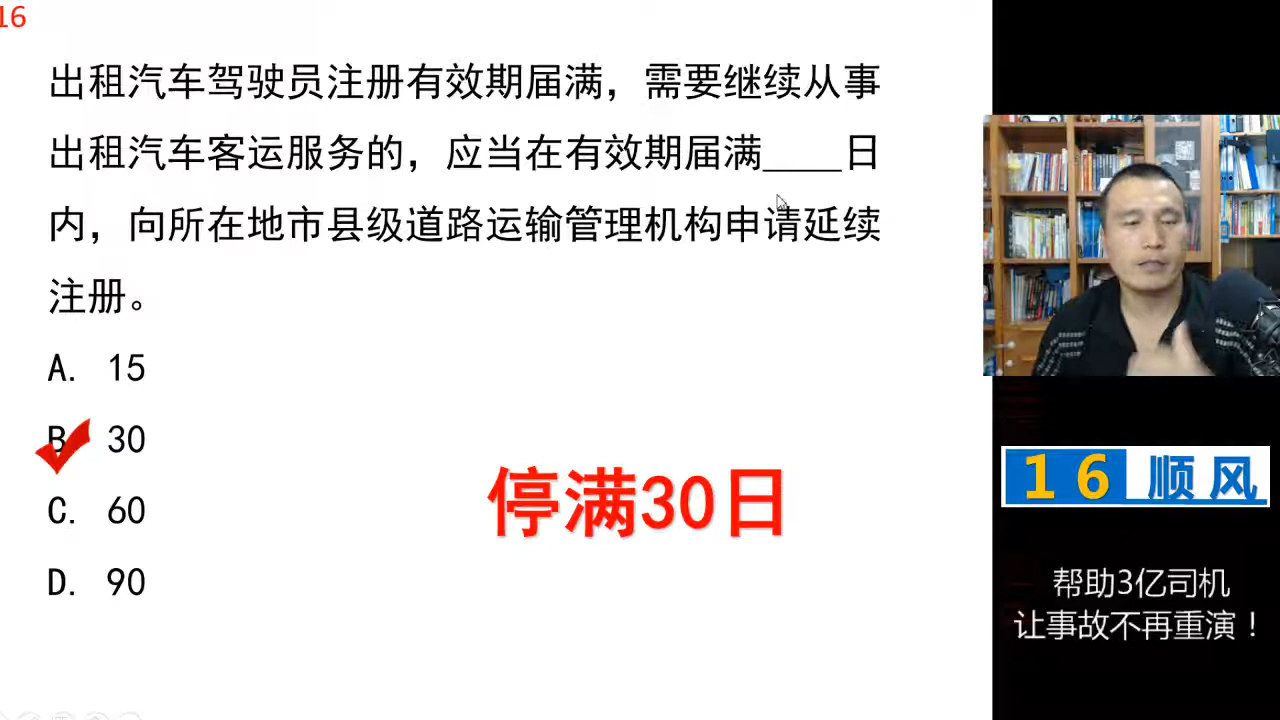 16
出租汽车驾驶员注册有效期届满，需要继续从事
出租汽车客运服务的，应当在有效期届满____日
内，向所在地市县级道路运输管理机构申请延续
注册。
A. 15
B. 30
C. 60
D. 90
停满30日
16 顺风
帮助3亿司机
让事故不再重演！